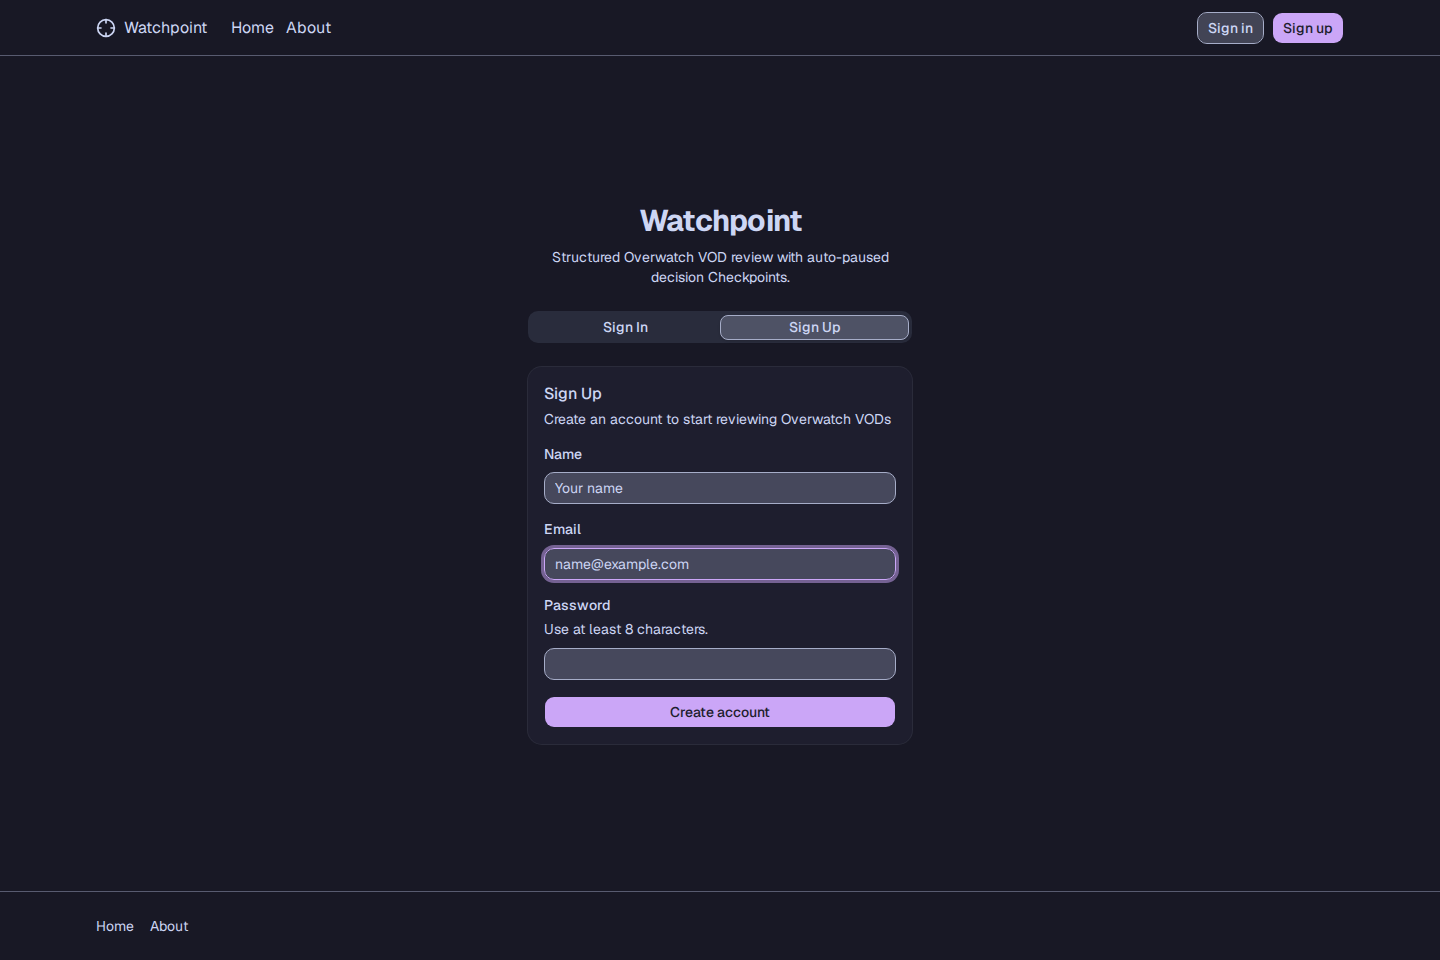 Watchpoint Home About Sign in Sign up
Watchpoint
Structured Overwatch VOD review with auto-paused
decision Checkpoints.
Sign In Sign Up
Sign Up
Create an account to start reviewing Overwatch VODs
Name
Your name
Email
name@example.com
Password
Use at least 8 characters.
Create account
Home About